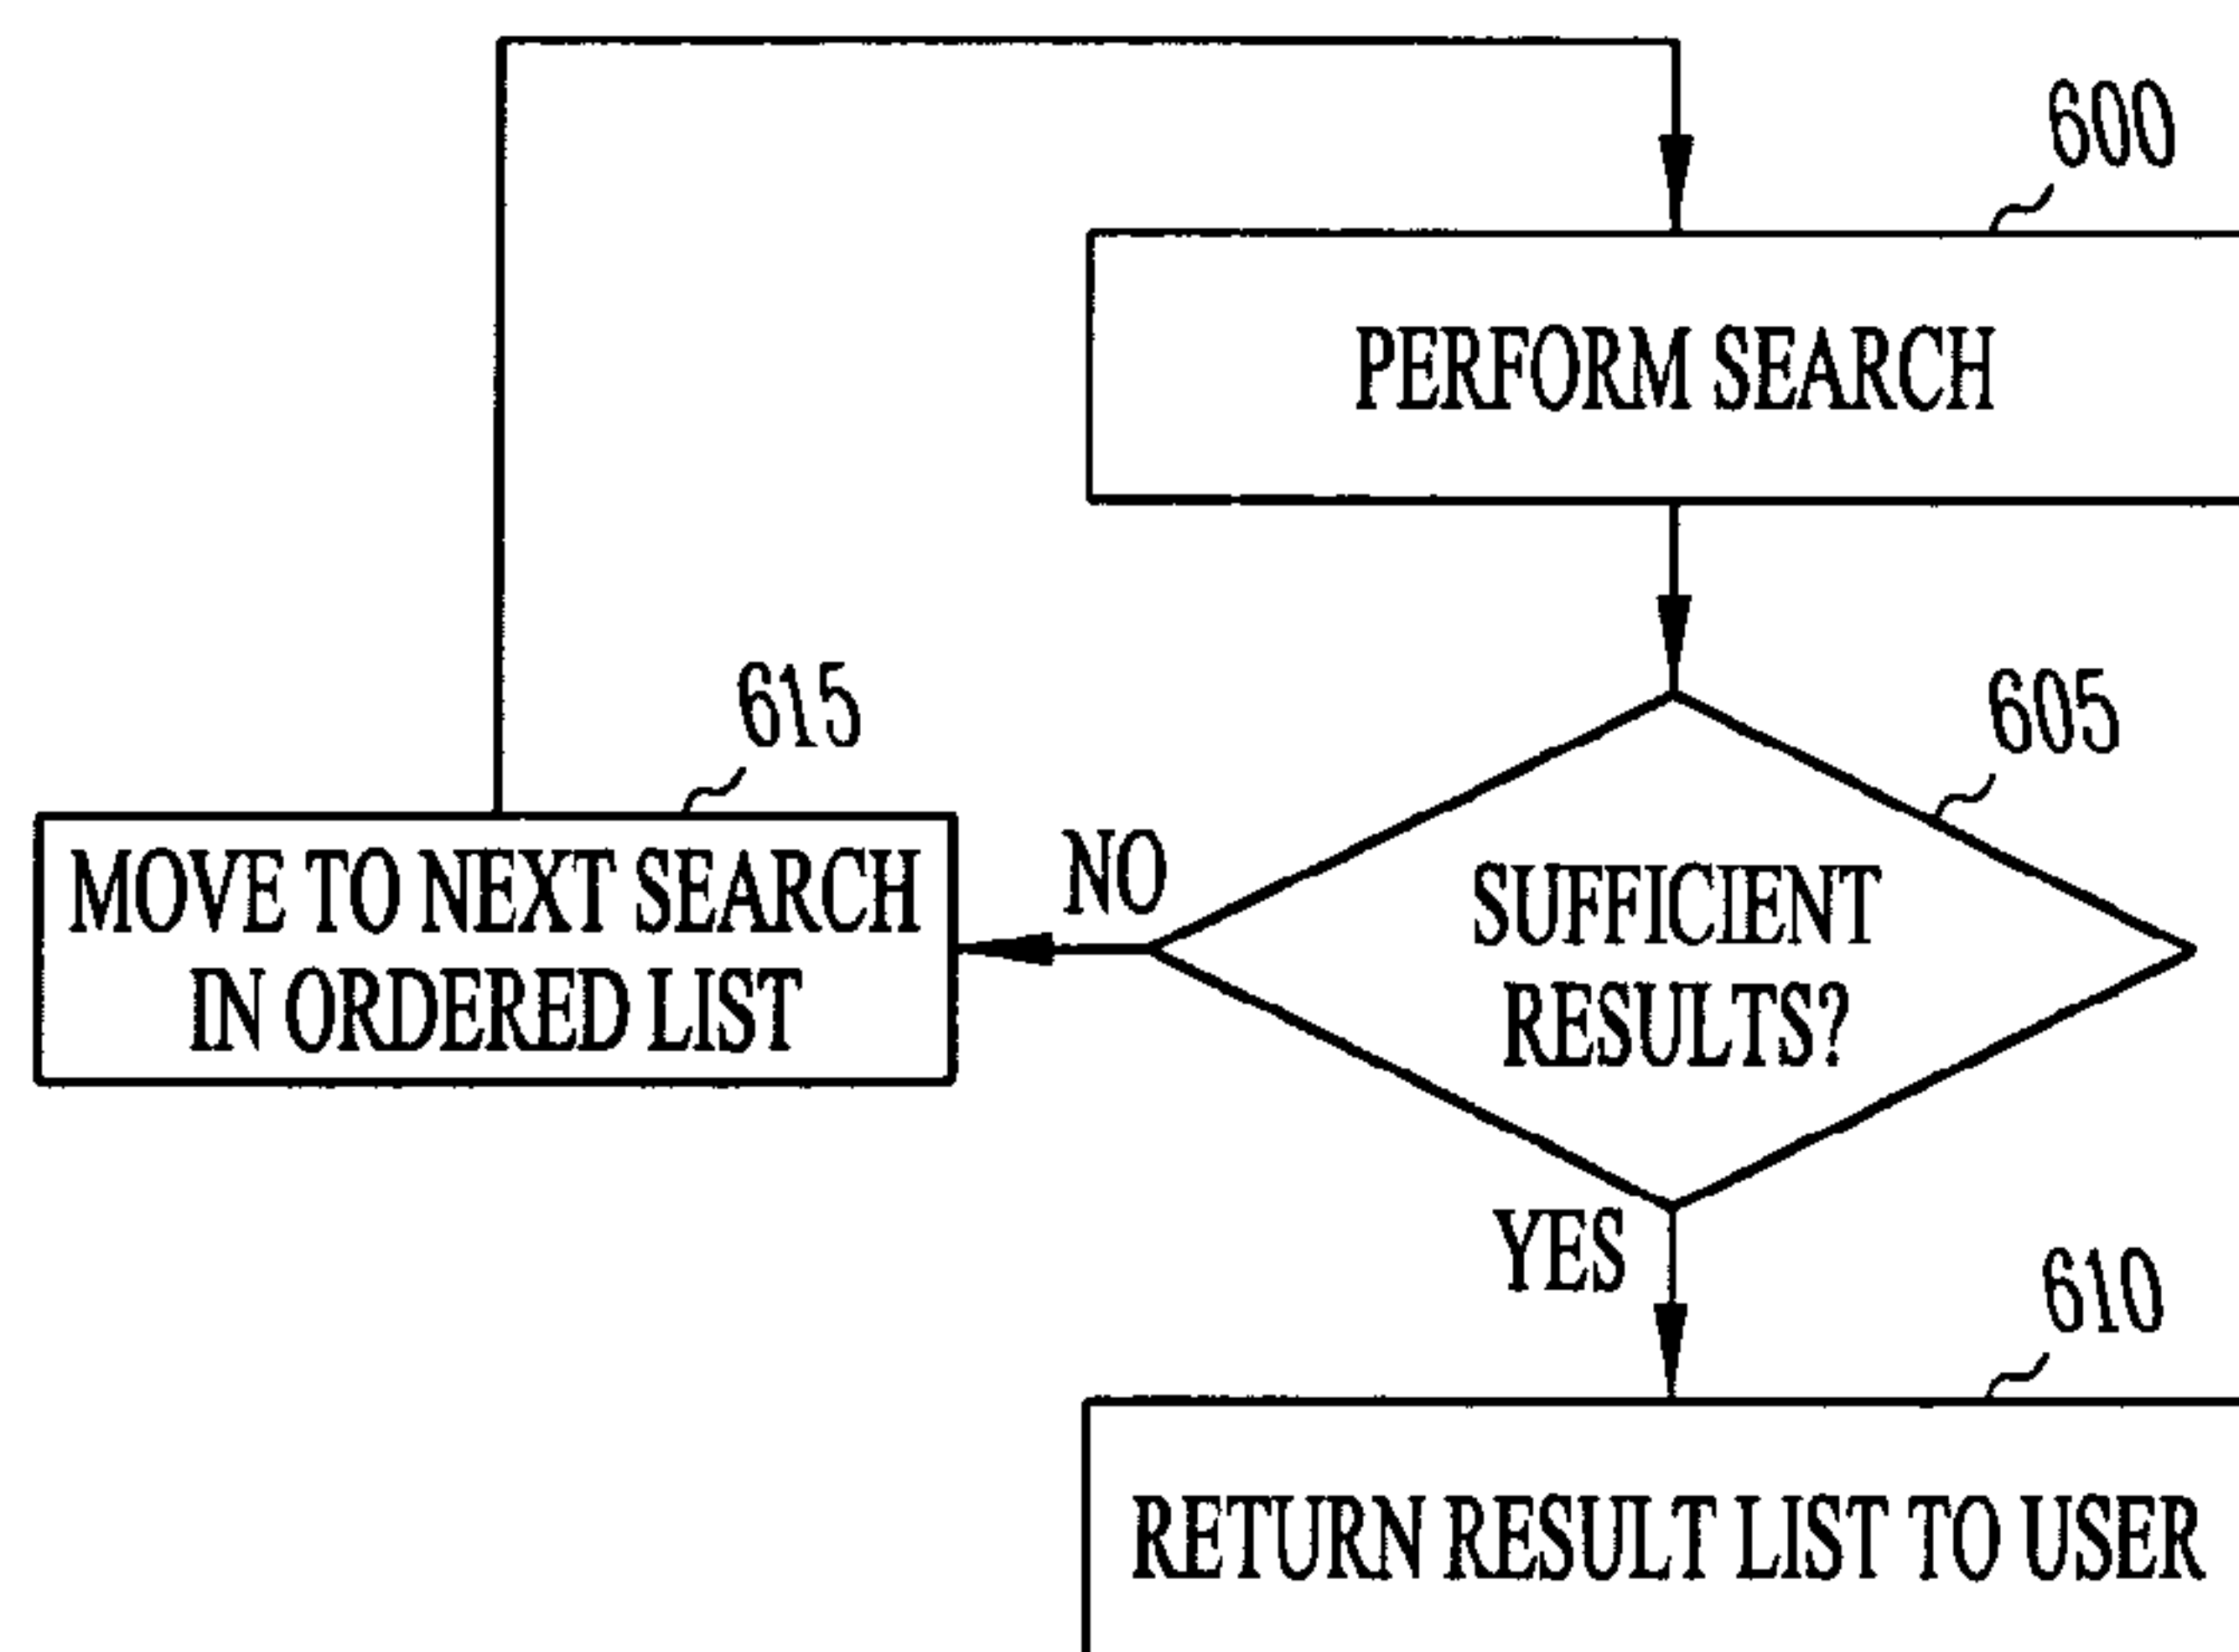 600
PERFORM SEARCH
605
SUFFICIENT
RESULTS?
NO
615
MOVE TO NEXT SEARCH
IN ORDERED LIST
YES
610
RETURN RESULT LIST TO USER